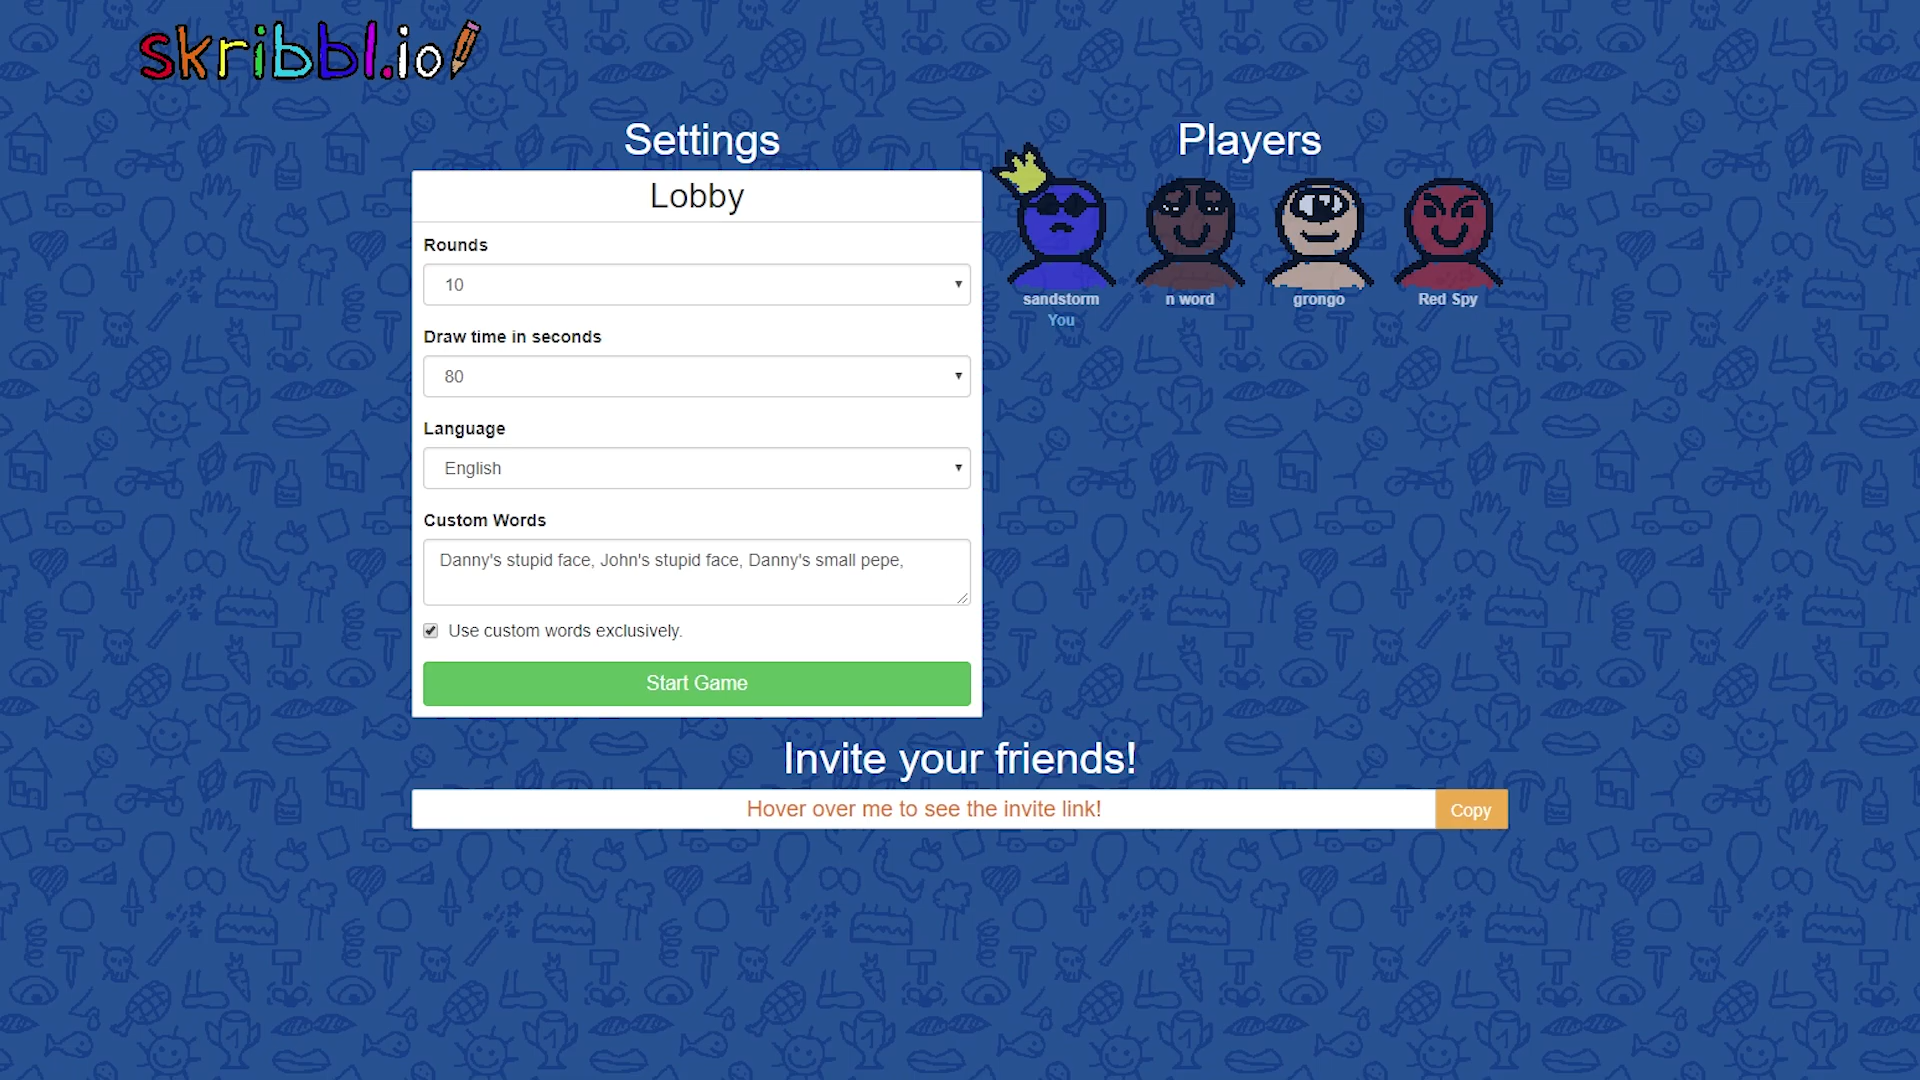 skribbl.io
Settings
Players
Lobby
Rounds
10
Draw time in seconds
80
Language
English
Custom Words
Danny's stupid face, John's stupid face, Danny's small pepe,
Use custom words exclusively.
Start Game
sandstorm
You
n word
grongo
Red Spy
Invite your friends!
Hover over me to see the invite link!
Copy